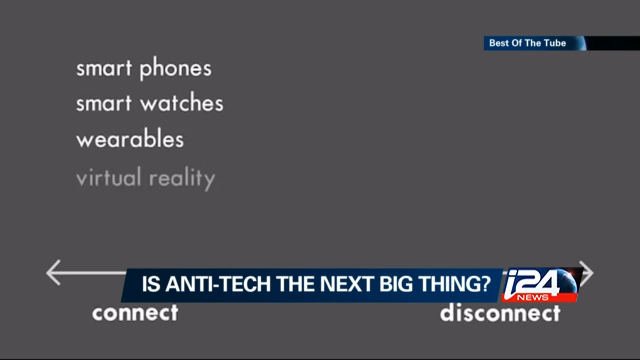 Best Of The Tube
smart phones
smart watches
wearables
virtual reality
IS ANTI-TECH THE NEXT BIG THING?
i24
NEWS
connect
disconnect